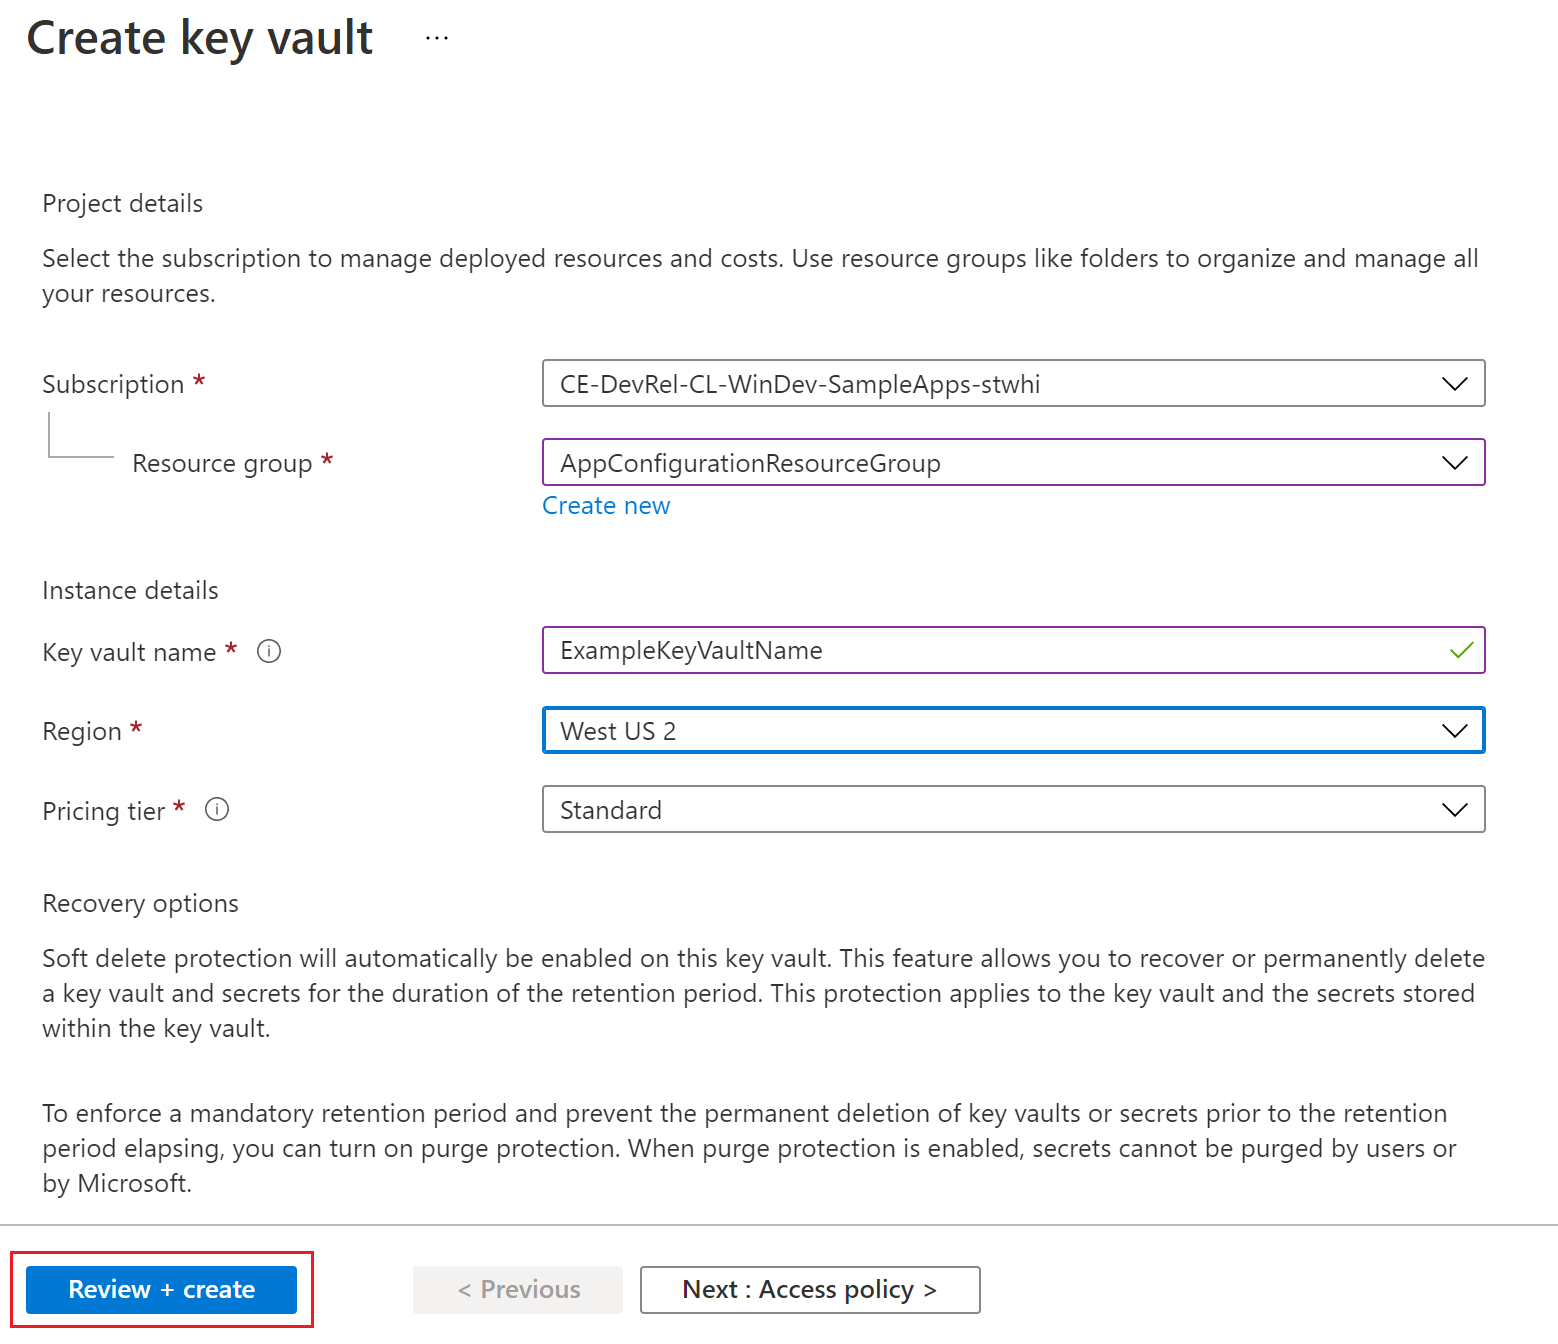 Create key vault ...
Project details
Select the subscription to manage deployed resources and costs. Use resource groups like folders to organize and manage all
your resources.
Subscription *
CE-DevRel-CL-WinDev-SampleApps-stwhi
Resource group *
AppConfigurationResourceGroup
Create new
Instance details
Key vault name *
ExampleKeyVaultName
Region *
West US 2
Pricing tier *
Standard
Recovery options
Soft delete protection will automatically be enabled on this key vault. This feature allows you to recover or permanently delete
a key vault and secrets for the duration of the retention period. This protection applies to the key vault and the secrets stored
within the key vault.
To enforce a mandatory retention period and prevent the permanent deletion of key vaults or secrets prior to the retention
period elapsing, you can turn on purge protection. When purge protection is enabled, secrets cannot be purged by users or
by Microsoft.
Review + create
< Previous
Next : Access policy >